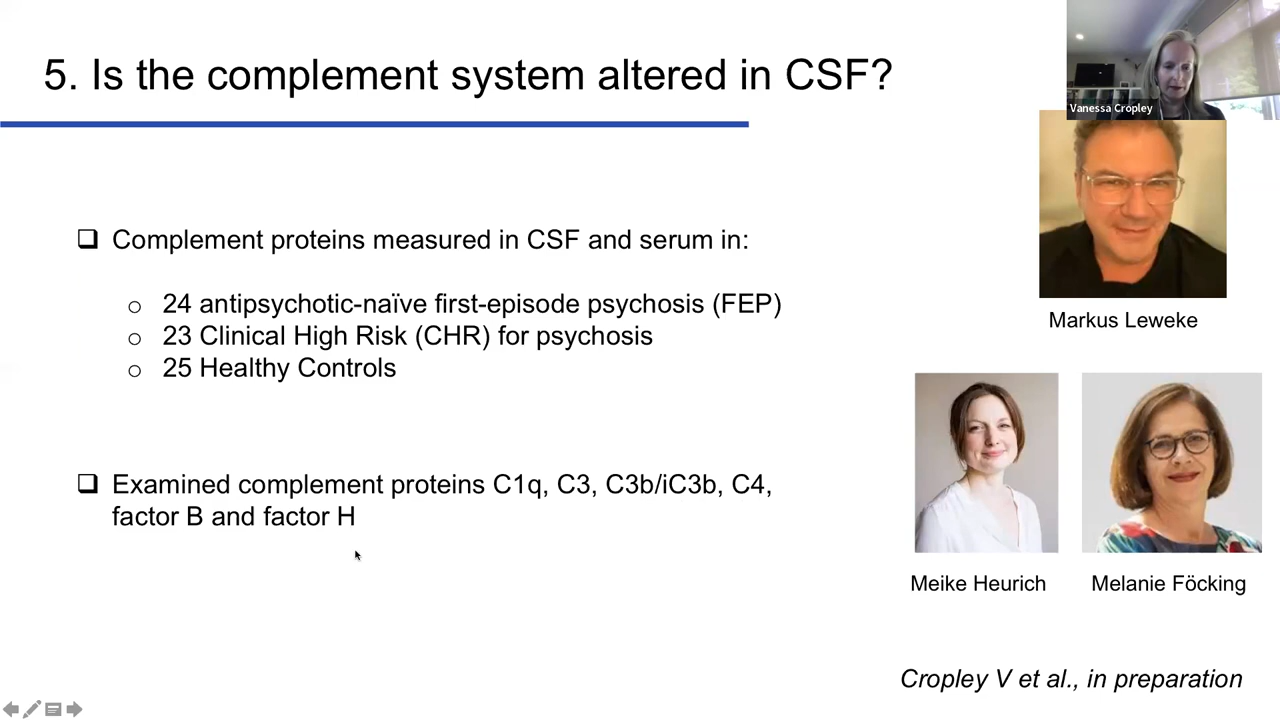 5. Is the complement system altered in CSF?
Vanessa Cropley
Complement proteins measured in CSF and serum in:
24 antipsychotic-naïve first-episode psychosis (FEP)
23 Clinical High Risk (CHR) for psychosis
25 Healthy Controls
Markus Leweke
Examined complement proteins C1q, C3, C3b/iC3b, C4,
factor B and factor H
Meike Heurich
Melanie Föcking
Cropley V et al., in preparation